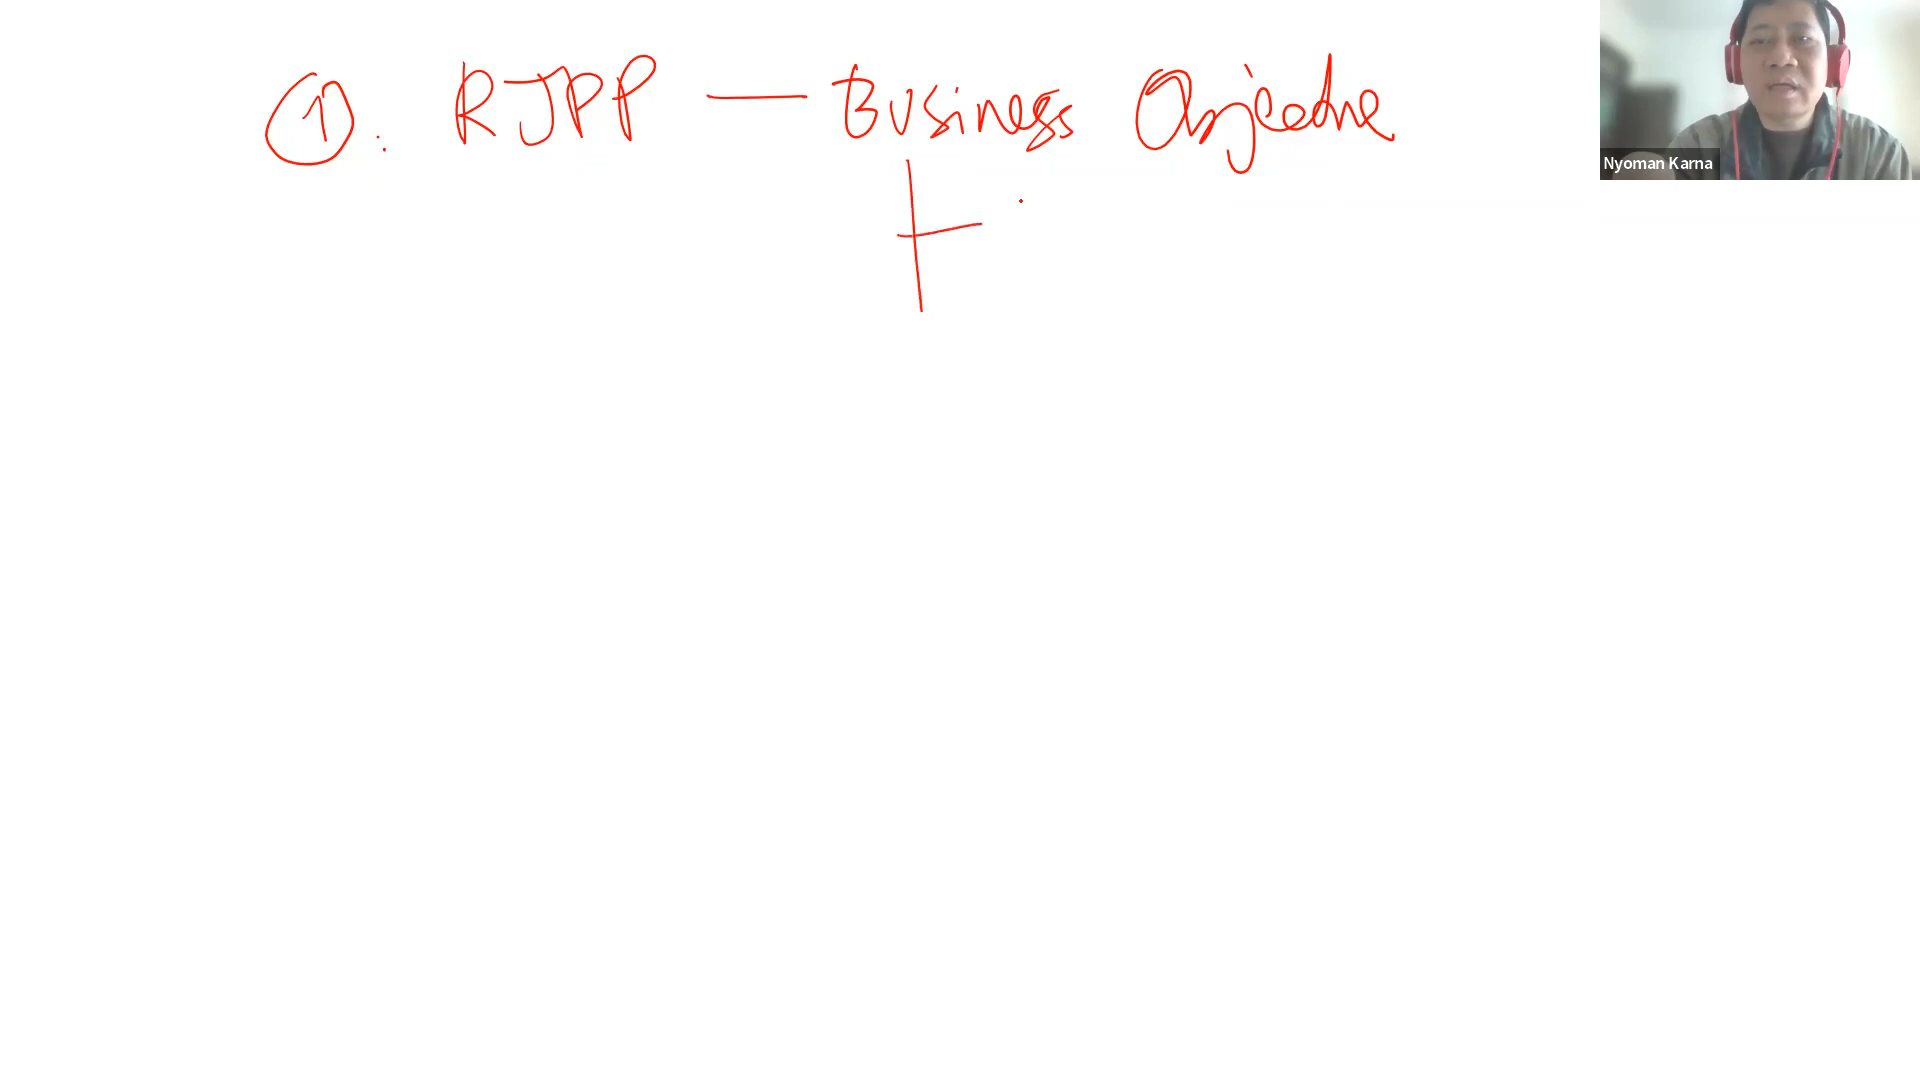 ① : RJPP — Business Objective
Nyoman Karna